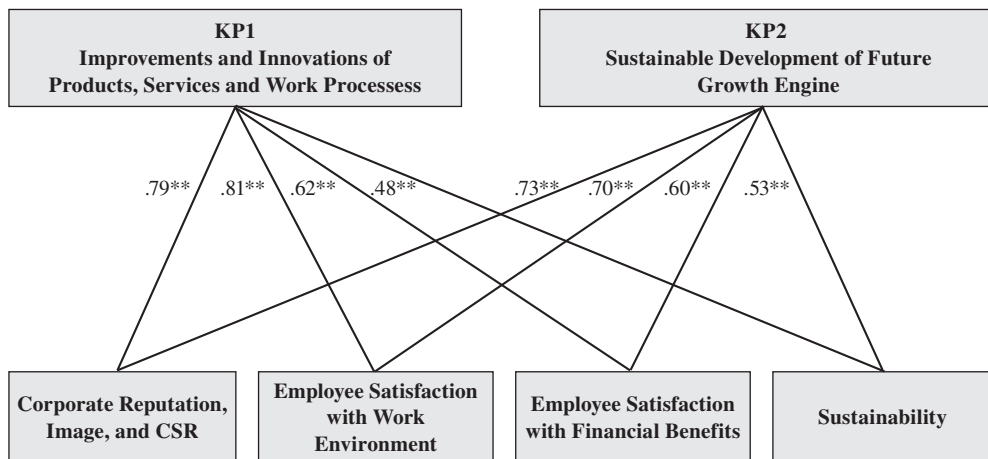 KP1
Improvements and Innovations of
Products, Services and Work Processess
KP2
Sustainable Development of Future
Growth Engine
.79**
.81**
.62**
.48**
.73**
.70**
.60**
.53**
Corporate Reputation,
Image, and CSR
Employee Satisfaction
with Work
Environment
Employee Satisfaction
with Financial Benefits
Sustainability